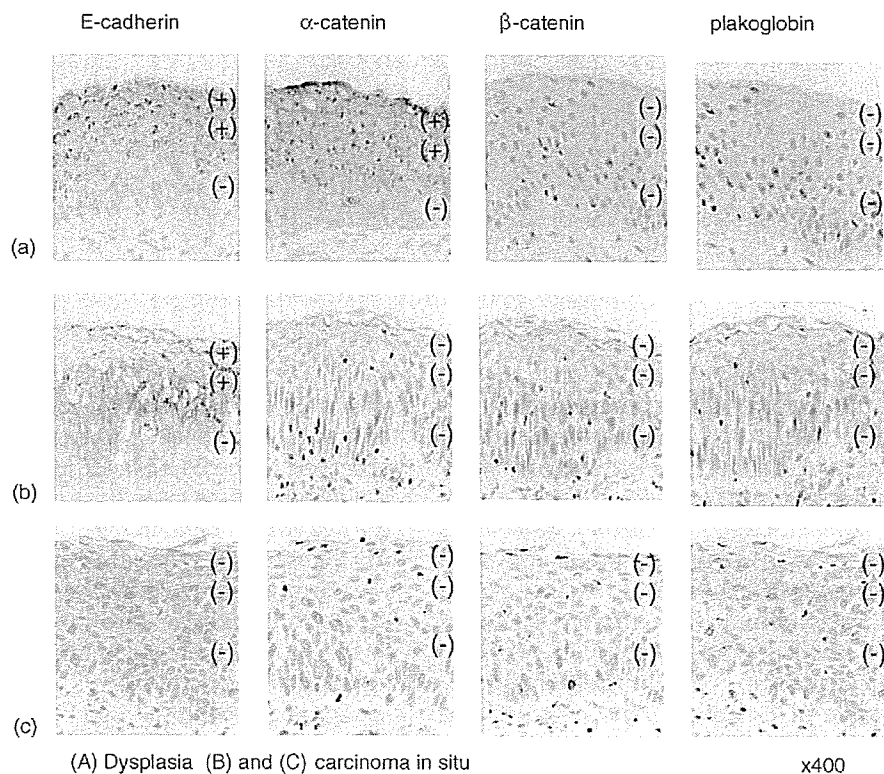 E-cadherin α-catenin β-catenin plakoglobin
(+) (+) (-) (-)
(+) (+) (-) (-)
(-) (-) (-) (-)
(a)
(+) (-) (-) (-)
(+) (-) (-) (-)
(-) (-) (-) (-)
(b)
(-) (-) (-) (-)
(-) (-) (-) (-)
(-) (-) (-) (-)
(c)
(A) Dysplasia (B) and (C) carcinoma in situ x400